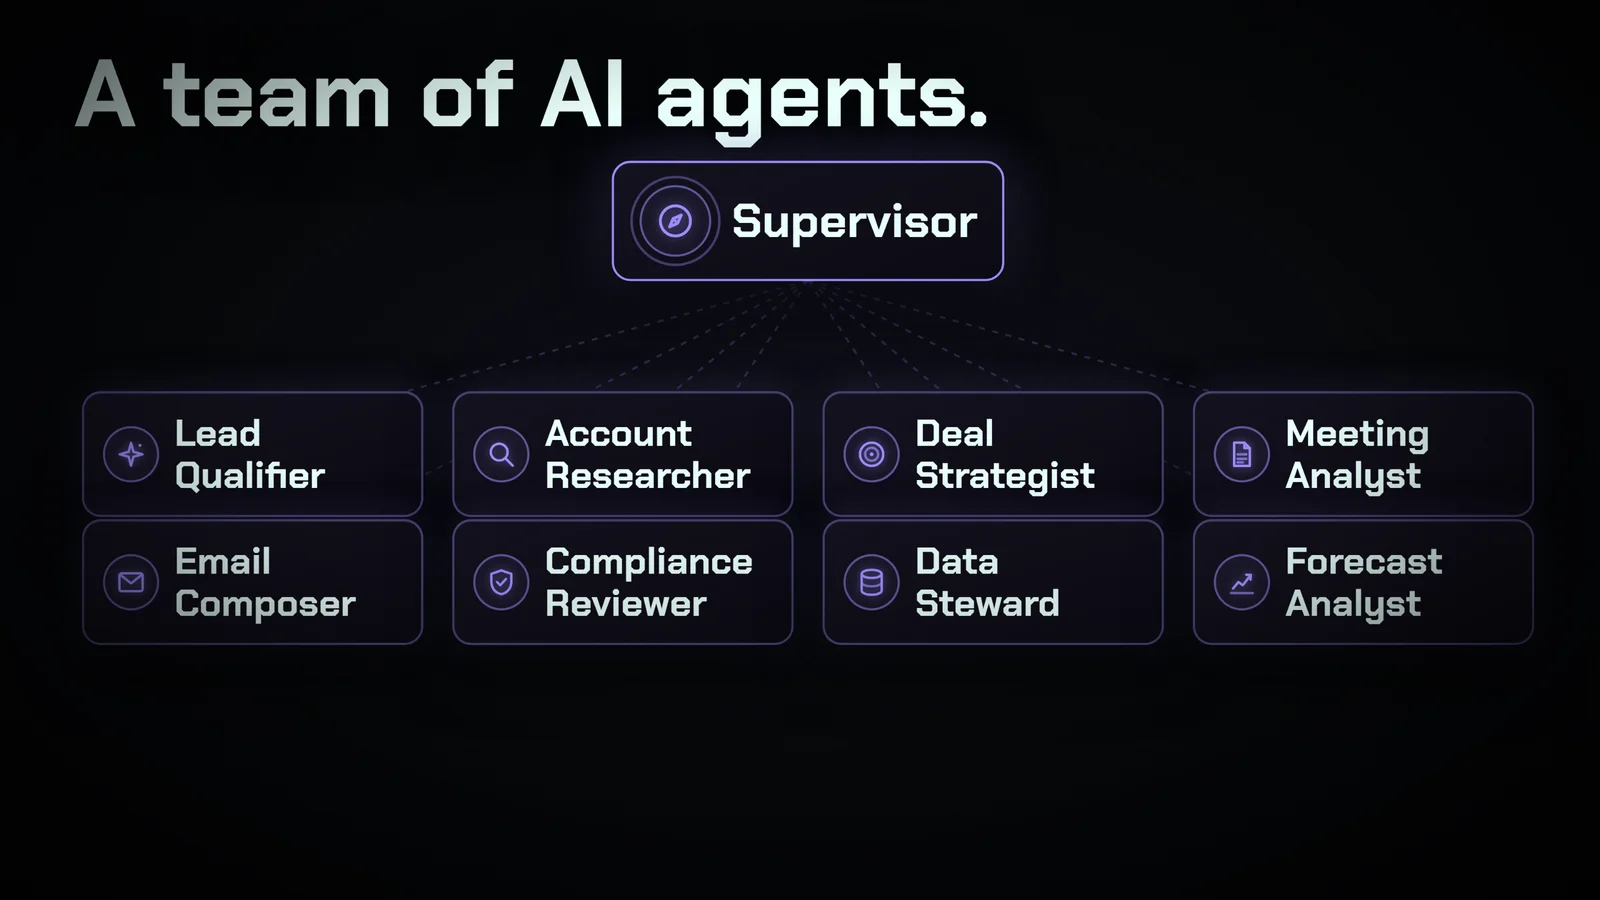 A team of AI agents.
Supervisor
Lead
Qualifier
Account
Researcher
Deal
Strategist
Meeting
Analyst
Email
Composer
Compliance
Reviewer
Data
Steward
Forecast
Analyst